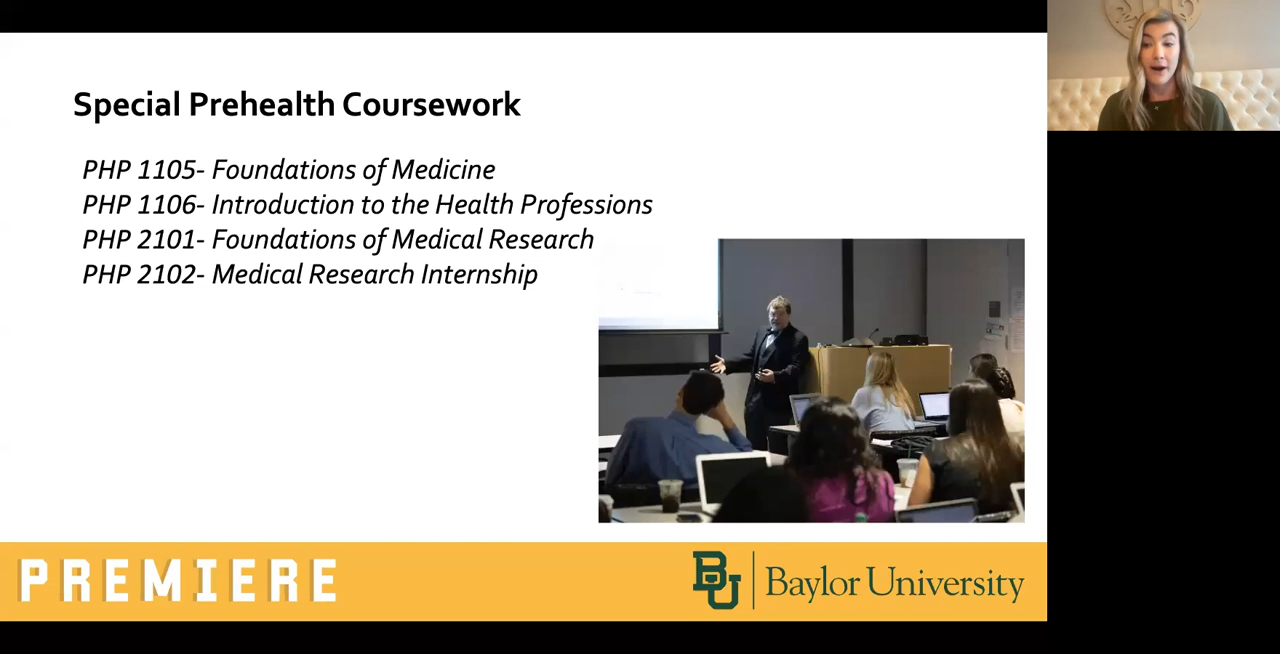 Special Prehealth Coursework
PHP 1105- Foundations of Medicine
PHP 1106- Introduction to the Health Professions
PHP 2101- Foundations of Medical Research
PHP 2102- Medical Research Internship
PREMIERE
BU Baylor University